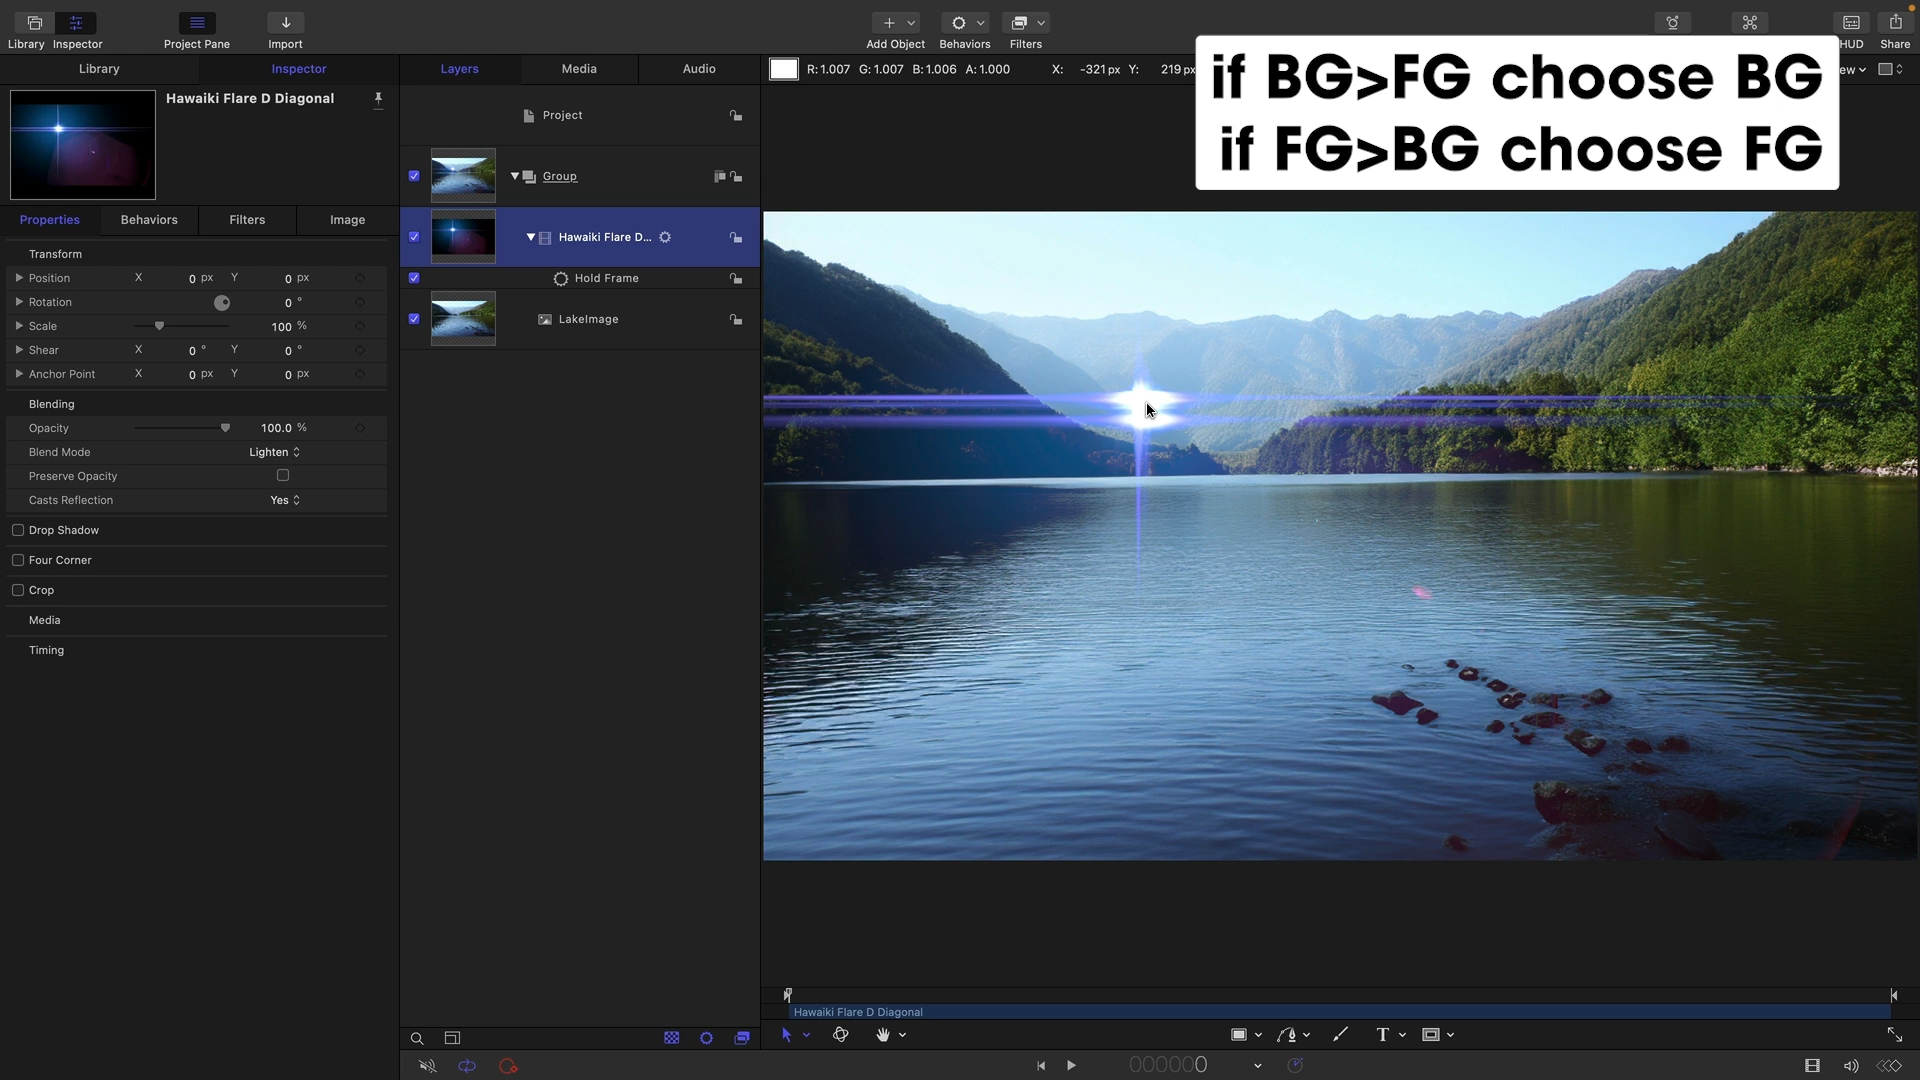 Library Inspector Project Pane Import Add Object Behaviors Filters HUD Share
if BG>FG choose BG
if FG>BG choose FG
Library Inspector Layers Media Audio R:1.007 G:1.007 B:1.006 A:1.000 X: -321 px Y: 219 px ew
Hawaiki Flare D Diagonal
Project
Group
Properties Behaviors Filters Image
Hawaiki Flare D...
Hold Frame
LakeImage
Transform
Position X 0 px Y 0 px
Rotation 0 °
Scale 100 %
Shear X 0 ° Y 0 °
Anchor Point X 0 px Y 0 px
Blending
Opacity 100.0 %
Blend Mode Lighten
Preserve Opacity
Casts Reflection Yes
Drop Shadow
Four Corner
Crop
Media
Timing
Hawaiki Flare D Diagonal
T
0000000